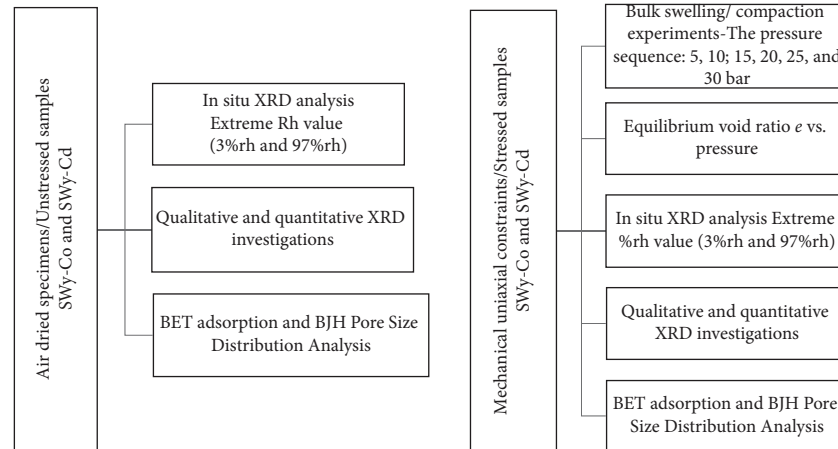 Air dried specimens/Unstressed samples
SWy-Co and SWy-Cd
In situ XRD analysis
Extreme Rh value
(3%rh and 97%rh)
Qualitative and quantitative XRD
investigations
BET adsorption and BJH Pore Size
Distribution Analysis
Mechanical uniaxial constraints/Stressed samples
SWy-Co and SWy-Cd
Bulk swelling/ compaction
experiments-The pressure
sequence: 5, 10; 15, 20, 25, and
30 bar
Equilibrium void ratio e vs.
pressure
In situ XRD analysis Extreme
%rh value (3%rh and 97%rh)
Qualitative and quantitative
XRD investigations
BET adsorption and BJH Pore
Size Distribution Analysis